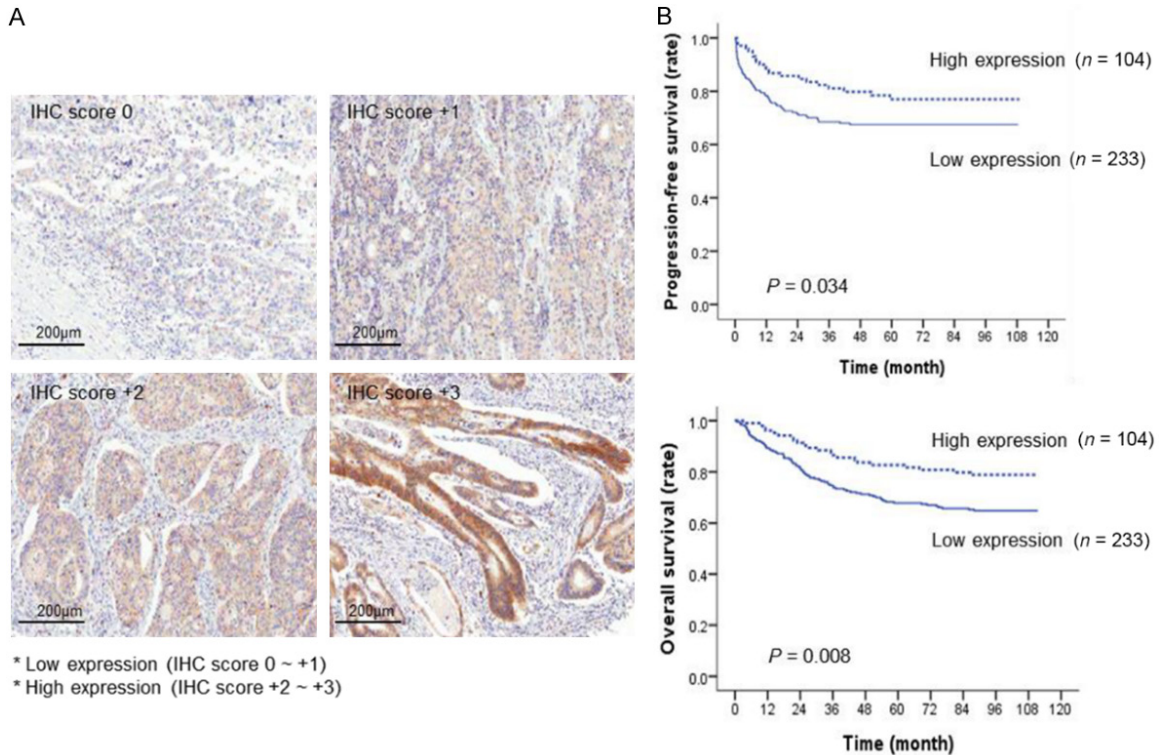 A
IHC score 0
IHC score +1
200µm
200µm
IHC score +2
IHC score +3
200µm
200µm
* Low expression (IHC score 0 ~ +1)
* High expression (IHC score +2 ~ +3)
B
Progression-free survival (rate)
1.0
0.8
0.6
0.4
0.2
0.0
High expression (n = 104)
Low expression (n = 233)
P = 0.034
0 12 24 36 48 60 72 84 96 108 120
Time (month)
Overall survival (rate)
1.0
0.8
0.6
0.4
0.2
0.0
High expression (n = 104)
Low expression (n = 233)
P = 0.008
0 12 24 36 48 60 72 84 96 108 120
Time (month)